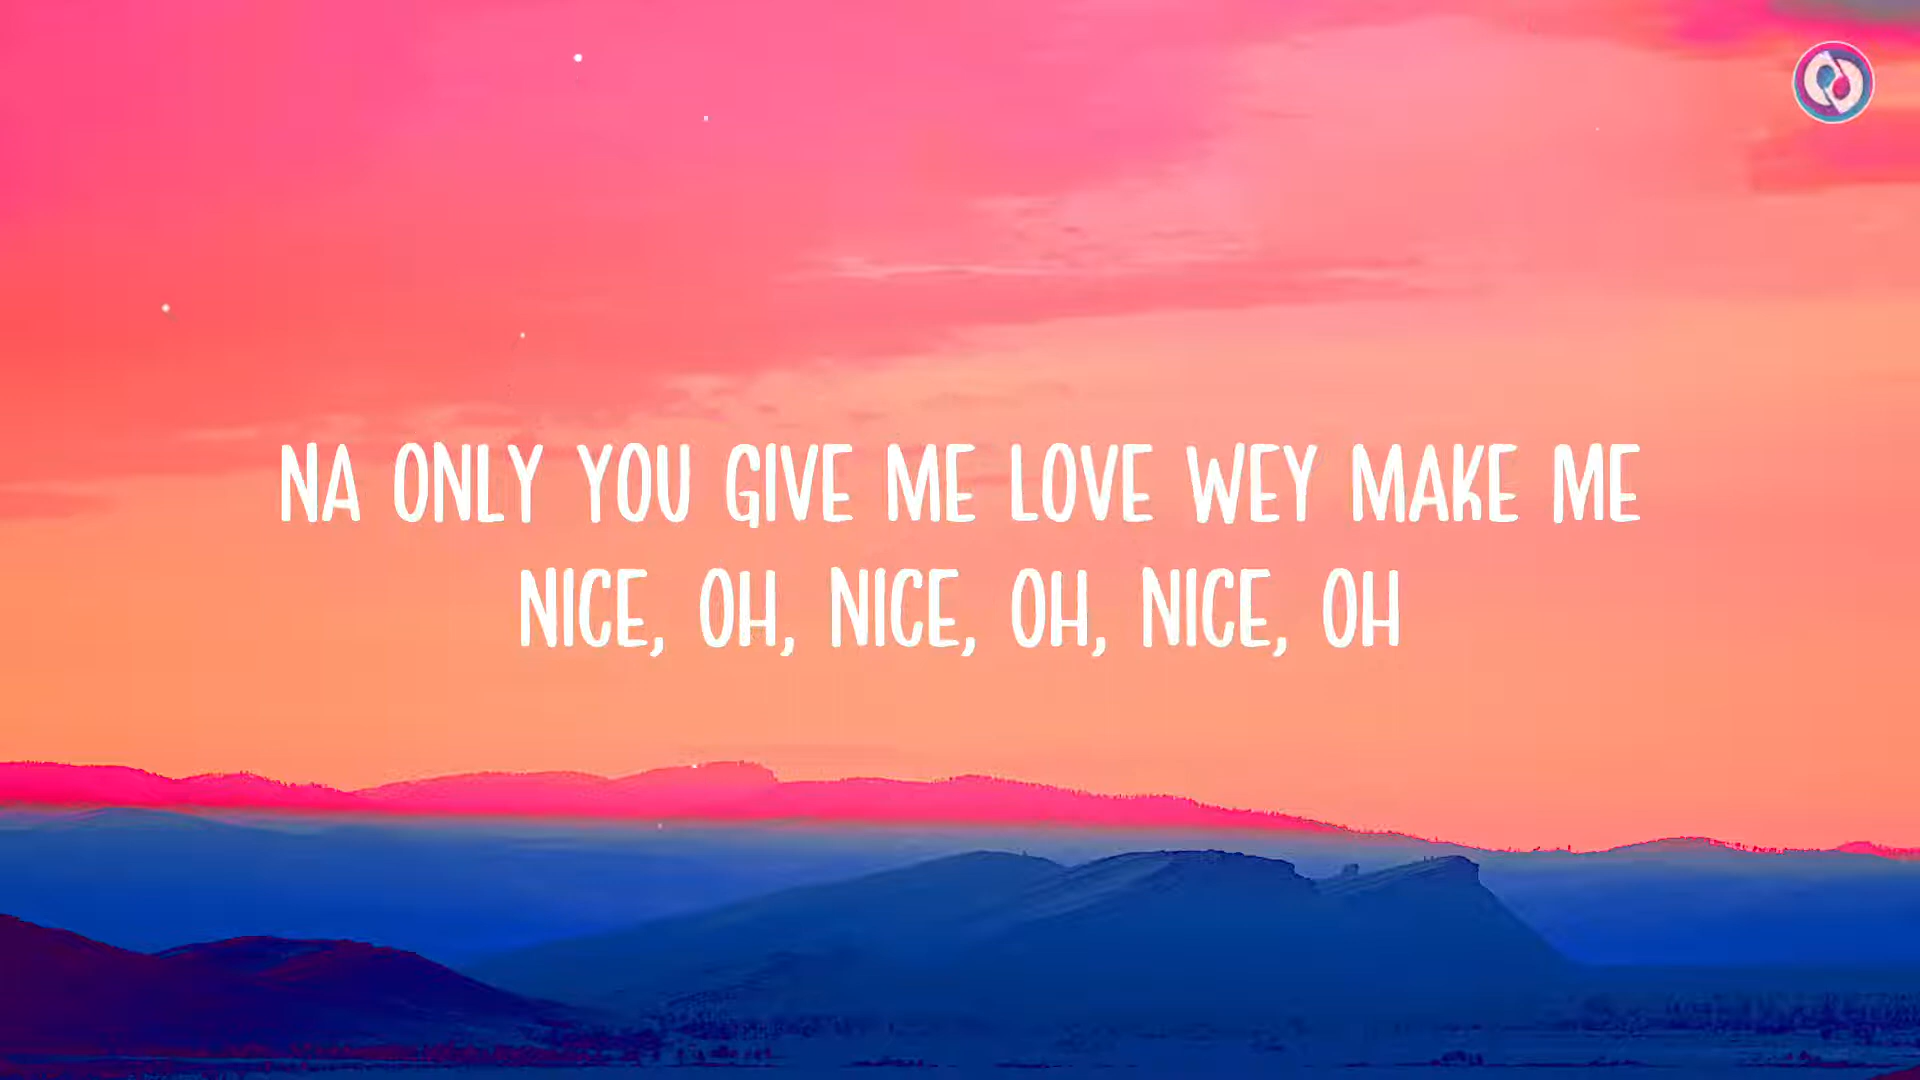 NA ONLY YOU GIVE ME LOVE WEY MAKE ME
NICE, OH, NICE, OH, NICE, OH